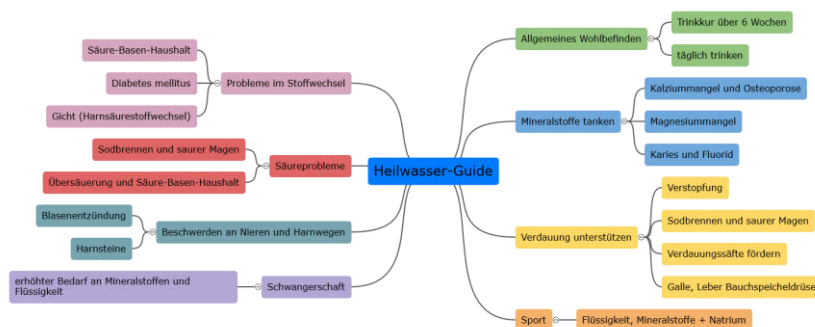 Heilwasser-Guide
Probleme im Stoffwechsel
Säure-Basen-Haushalt
Diabetes mellitus
Gicht (Harnsäurestoffwechsel)
Säureprobleme
Sodbrennen und saurer Magen
Übersäuerung und Säure-Basen-Haushalt
Beschwerden an Nieren und Harnwegen
Blasenentzündung
Harnsteine
Schwangerschaft
erhöhter Bedarf an Mineralstoffen und
Flüssigkeit
Allgemeines Wohlbefinden
Trinkkur über 6 Wochen
täglich trinken
Mineralstoffe tanken
Kalziummangel und Osteoporose
Magnesiummangel
Karies und Fluorid
Verdauung unterstützen
Verstopfung
Sodbrennen und saurer Magen
Verdauungssäfte fördern
Galle, Leber Bauchspeicheldrüse
Sport
Flüssigkeit, Mineralstoffe + Natrium